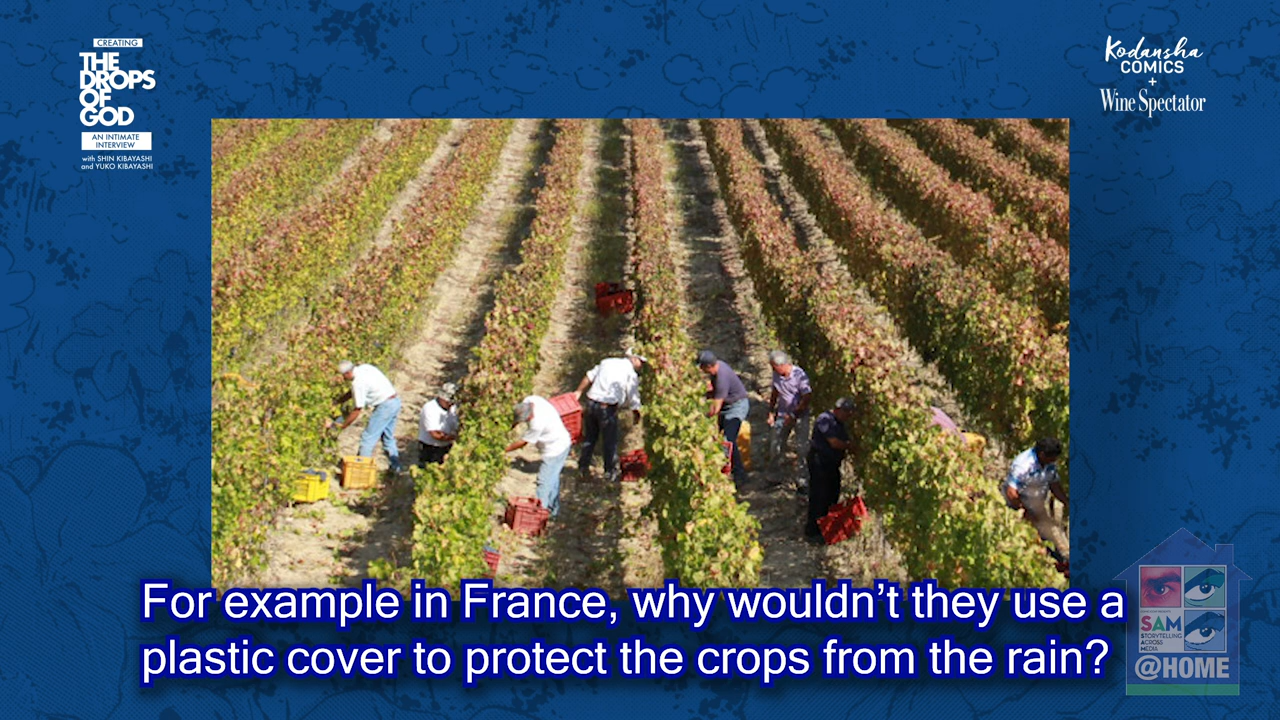 CREATING
THE
DROPS
OF
GOD
AN INTIMATE
INTERVIEW
with SHIN KIBAYASHI
and YUKO KIBAYASHI
Kodansha
COMICS
+
Wine Spectator
For example in France, why wouldn’t they use a
plastic cover to protect the crops from the rain?
SAM
STORYTELLING
ACROSS
MEDIA
@HOME